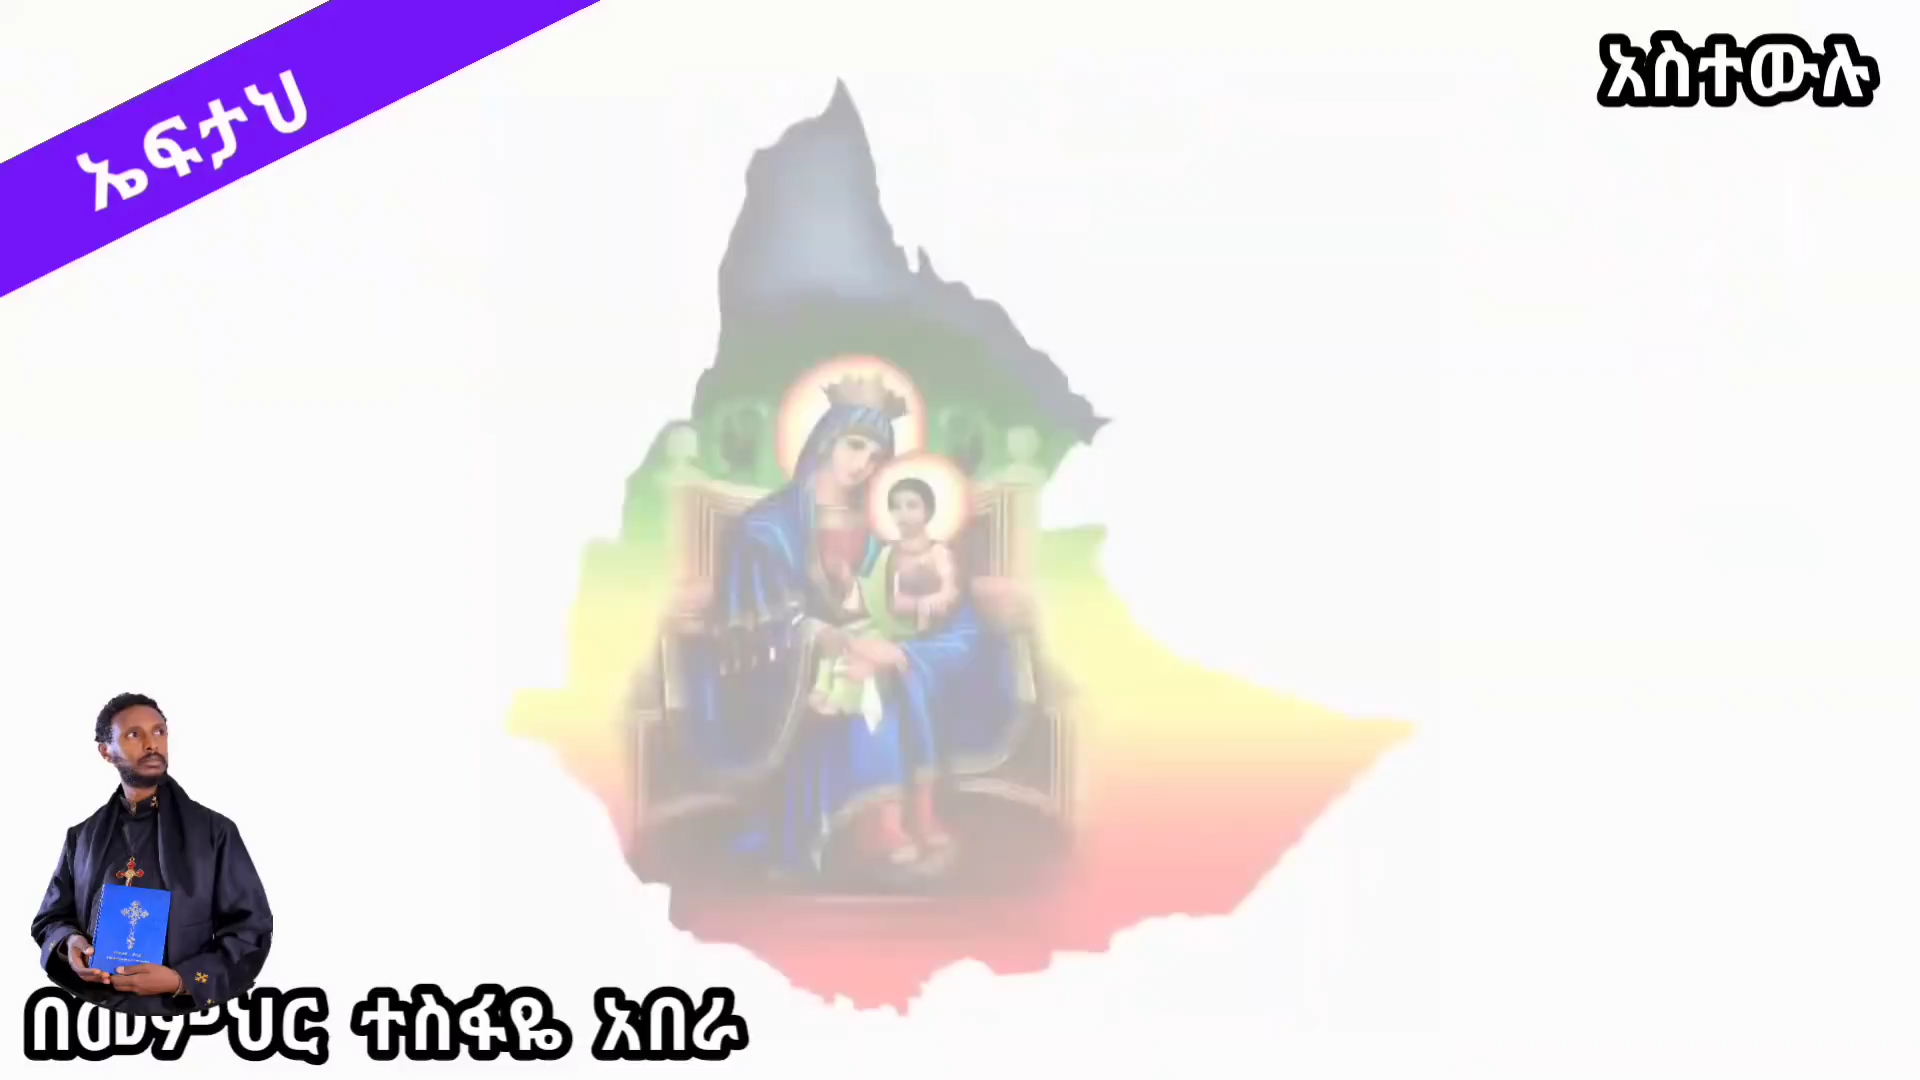 ኤፍታህ
አስተውሉ
በመምህር ተስፋዬ አበራ